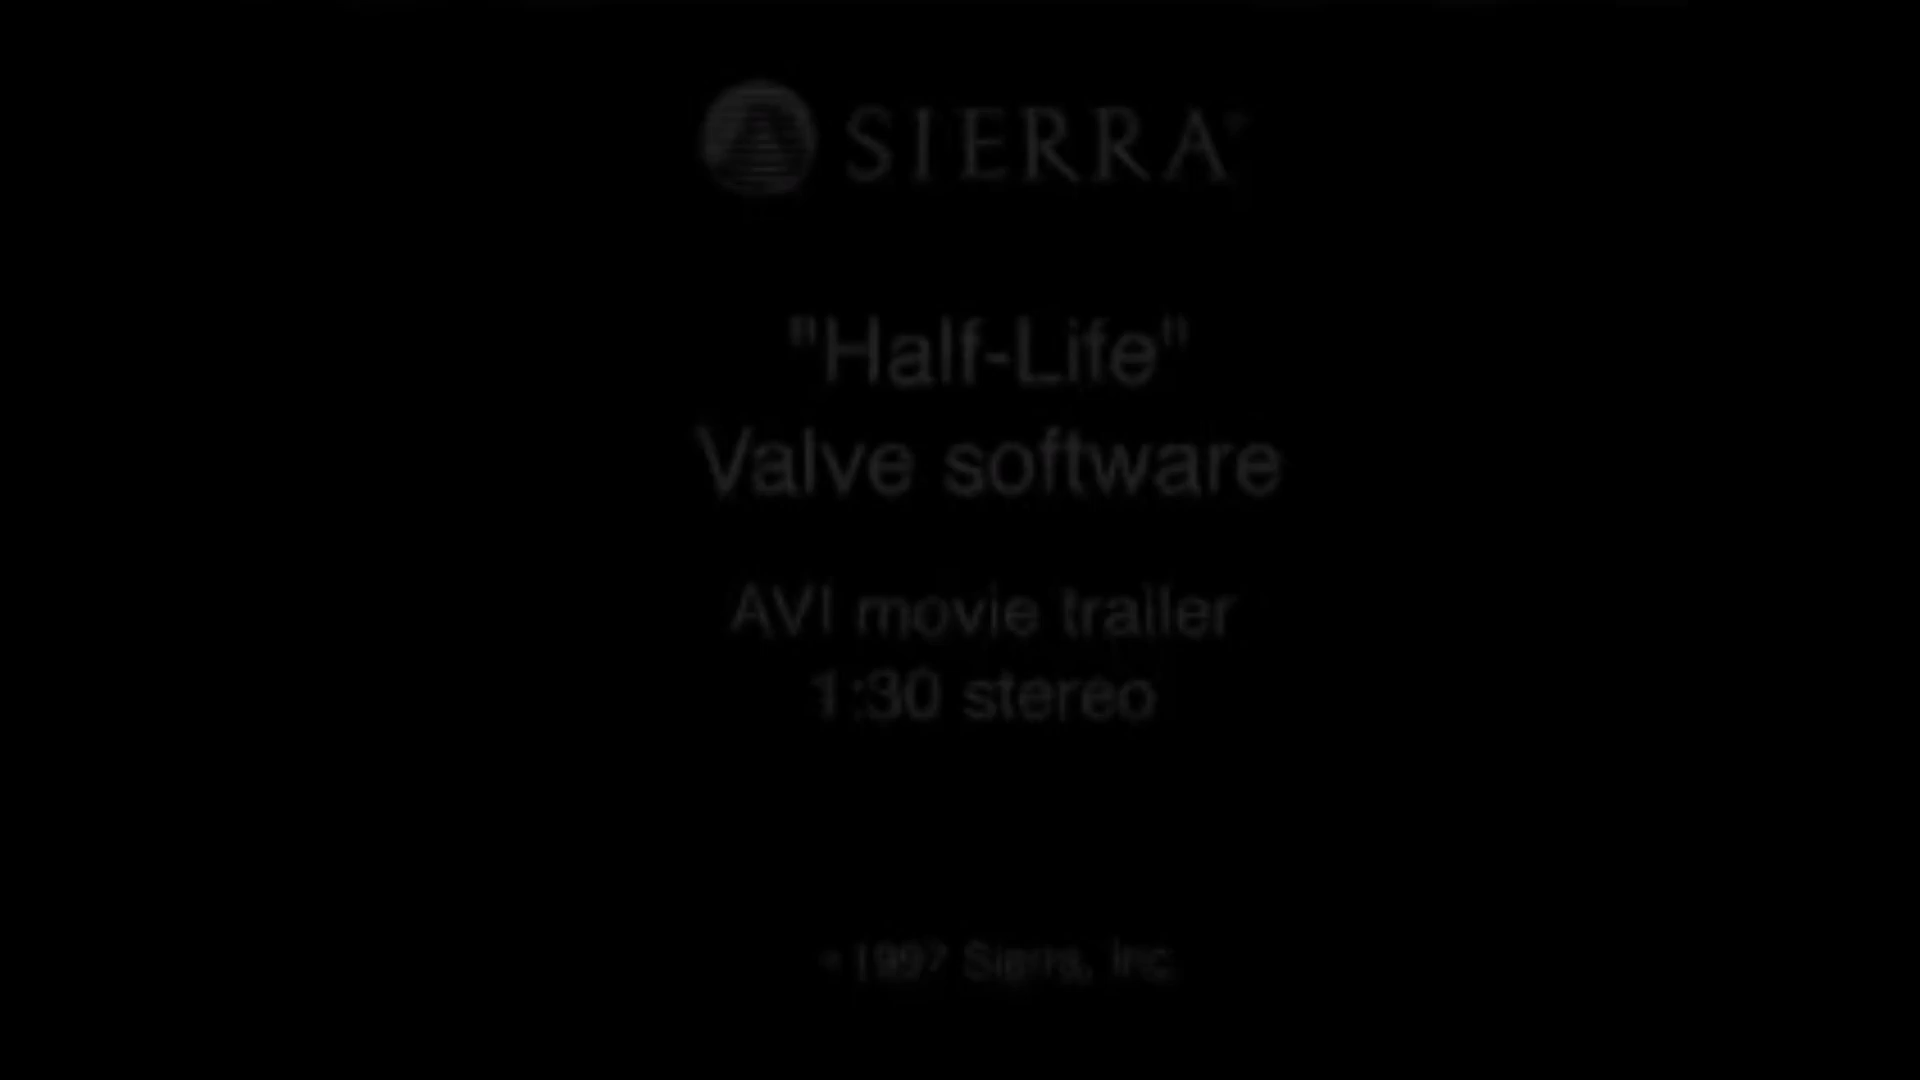 SIERRA
"Half-Life"
Valve software
AVI movie trailer
1:30 stereo
1997 Sierra, Inc.